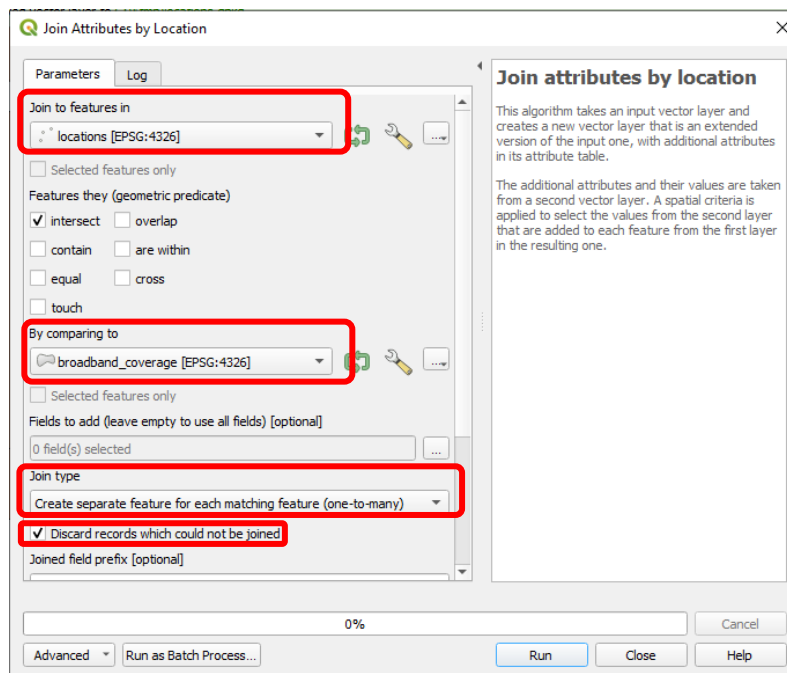 Join Attributes by Location
Parameters
Log
Join to features in
locations [EPSG:4326]
...
Selected features only
Features they (geometric predicate)
intersect
overlap
contain
are within
equal
cross
touch
By comparing to
broadband_coverage [EPSG:4326]
...
Selected features only
Fields to add (leave empty to use all fields) [optional]
0 field(s) selected
...
Join type
Create separate feature for each matching feature (one-to-many)
Discard records which could not be joined
Joined field prefix [optional]
Join attributes by location
This algorithm takes an input vector layer and
creates a new vector layer that is an extended
version of the input one, with additional attributes
in its attribute table.
The additional attributes and their values are taken
from a second vector layer. A spatial criteria is
applied to select the values from the second layer
that are added to each feature from the first layer
in the resulting one.
0%
Cancel
Advanced
Run as Batch Process...
Run
Close
Help